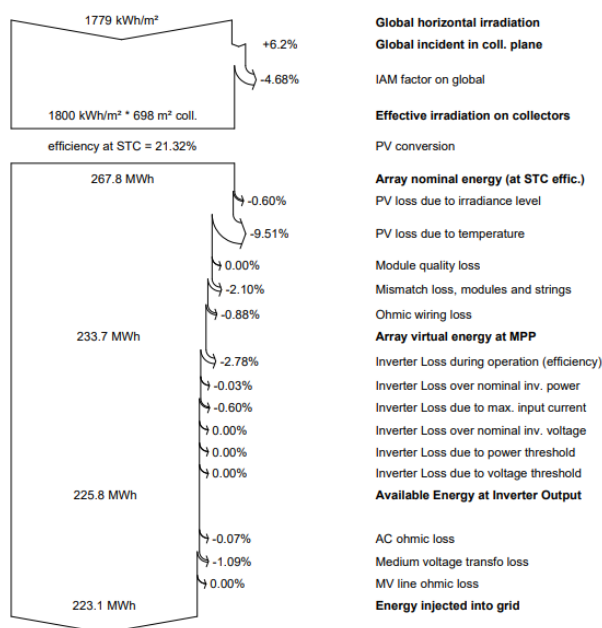 1779 kWh/m² Global horizontal irradiation
+6.2% Global incident in coll. plane
-4.68% IAM factor on global
1800 kWh/m² * 698 m² coll. Effective irradiation on collectors
efficiency at STC = 21.32% PV conversion
267.8 MWh Array nominal energy (at STC effic.)
-0.60% PV loss due to irradiance level
-9.51% PV loss due to temperature
0.00% Module quality loss
-2.10% Mismatch loss, modules and strings
-0.88% Ohmic wiring loss
233.7 MWh Array virtual energy at MPP
-2.78% Inverter Loss during operation (efficiency)
-0.03% Inverter Loss over nominal inv. power
-0.60% Inverter Loss due to max. input current
0.00% Inverter Loss over nominal inv. voltage
0.00% Inverter Loss due to power threshold
0.00% Inverter Loss due to voltage threshold
225.8 MWh Available Energy at Inverter Output
-0.07% AC ohmic loss
-1.09% Medium voltage transfo loss
0.00% MV line ohmic loss
223.1 MWh Energy injected into grid